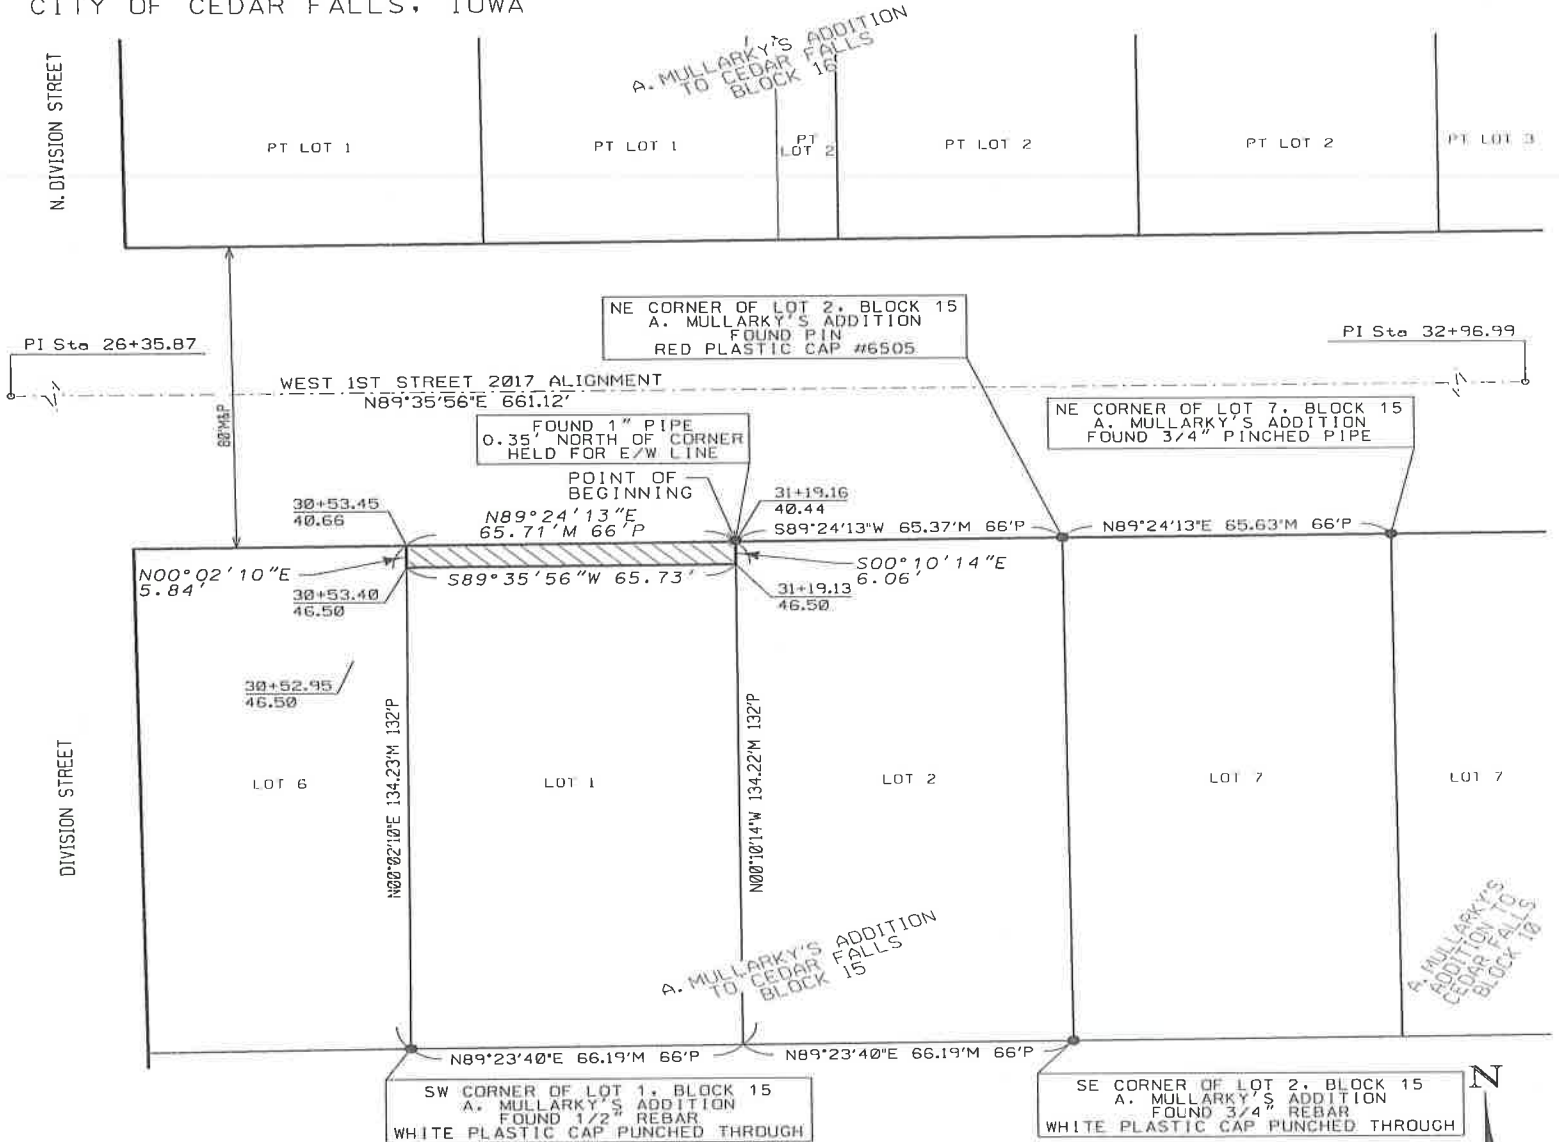 CITY OF CEDAR FALLS, IOWA
N. DIVISION STREET
A. MULLARKY'S ADDITION
TO CEDAR FALLS
BLOCK 16
PT LOT 1
PT LOT 1
PT
LOT 2
PT LOT 2
PT LOT 2
PT LOT 3
NE CORNER OF LOT 2, BLOCK 15
A. MULLARKY'S ADDITION
FOUND PIN
RED PLASTIC CAP #6505
PI Sta 26+35.87
PI Sta 32+96.99
WEST 1ST STREET 2017 ALIGNMENT
N89°35'56"E 661.12'
80'M&P
FOUND 1" PIPE
0.35' NORTH OF CORNER
HELD FOR E/W LINE
NE CORNER OF LOT 7, BLOCK 15
A. MULLARKY'S ADDITION
FOUND 3/4" PINCHED PIPE
POINT OF
BEGINNING
30+53.45
40.66
N89°24'13"E
65.71'M 66'P
31+19.16
40.44
S89°24'13"W 65.37'M 66'P
N89°24'13"E 65.63'M 66'P
N00°02'10"E
5.84'
S89°35'56"W 65.73'
S00°10'14"E
6.06'
30+53.40
46.50
31+19.13
46.50
30+52.95
46.50
N00°02'10"E 134.23'M 132'P
N00°10'14"W 134.22'M 132'P
DIVISION STREET
LOT 6
LOT 1
LOT 2
LOT 7
LOT 7
A. MULLARKY'S ADDITION
TO CEDAR FALLS
BLOCK 15
A. MULLARKY'S
ADDITION TO
CEDAR FALLS
BLOCK 10
N89°23'40"E 66.19'M 66'P
N89°23'40"E 66.19'M 66'P
SW CORNER OF LOT 1, BLOCK 15
A. MULLARKY'S ADDITION
FOUND 1/2" REBAR
WHITE PLASTIC CAP PUNCHED THROUGH
SE CORNER OF LOT 2, BLOCK 15
A. MULLARKY'S ADDITION
FOUND 3/4" REBAR
WHITE PLASTIC CAP PUNCHED THROUGH
N